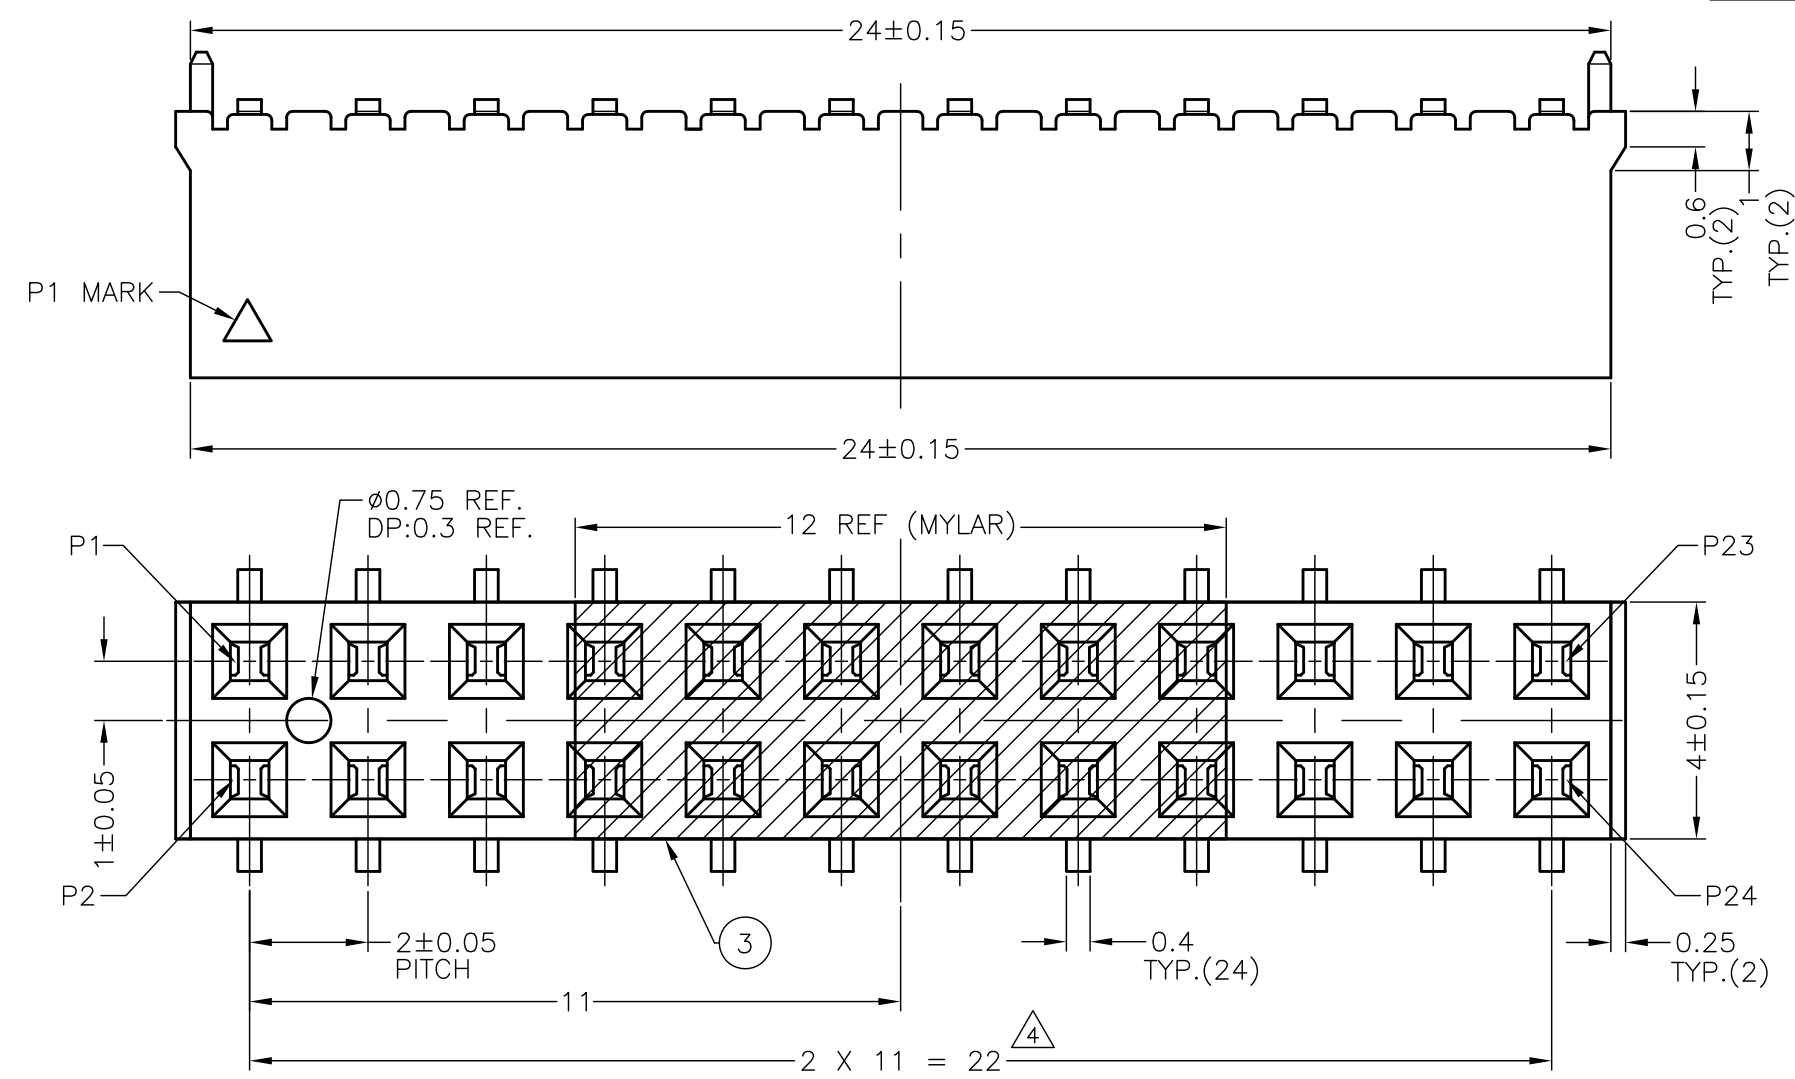 24±0.15
0.6
TYP.(2)
1
TYP.(2)
P1 MARK
24±0.15
ø0.75 REF.
DP:0.3 REF.
12 REF (MYLAR)
P1
P23
1±0.05
4±0.15
P2
P24
2±0.05
PITCH
3
0.4
TYP.(24)
0.25
TYP.(2)
11
4
2 X 11 = 22